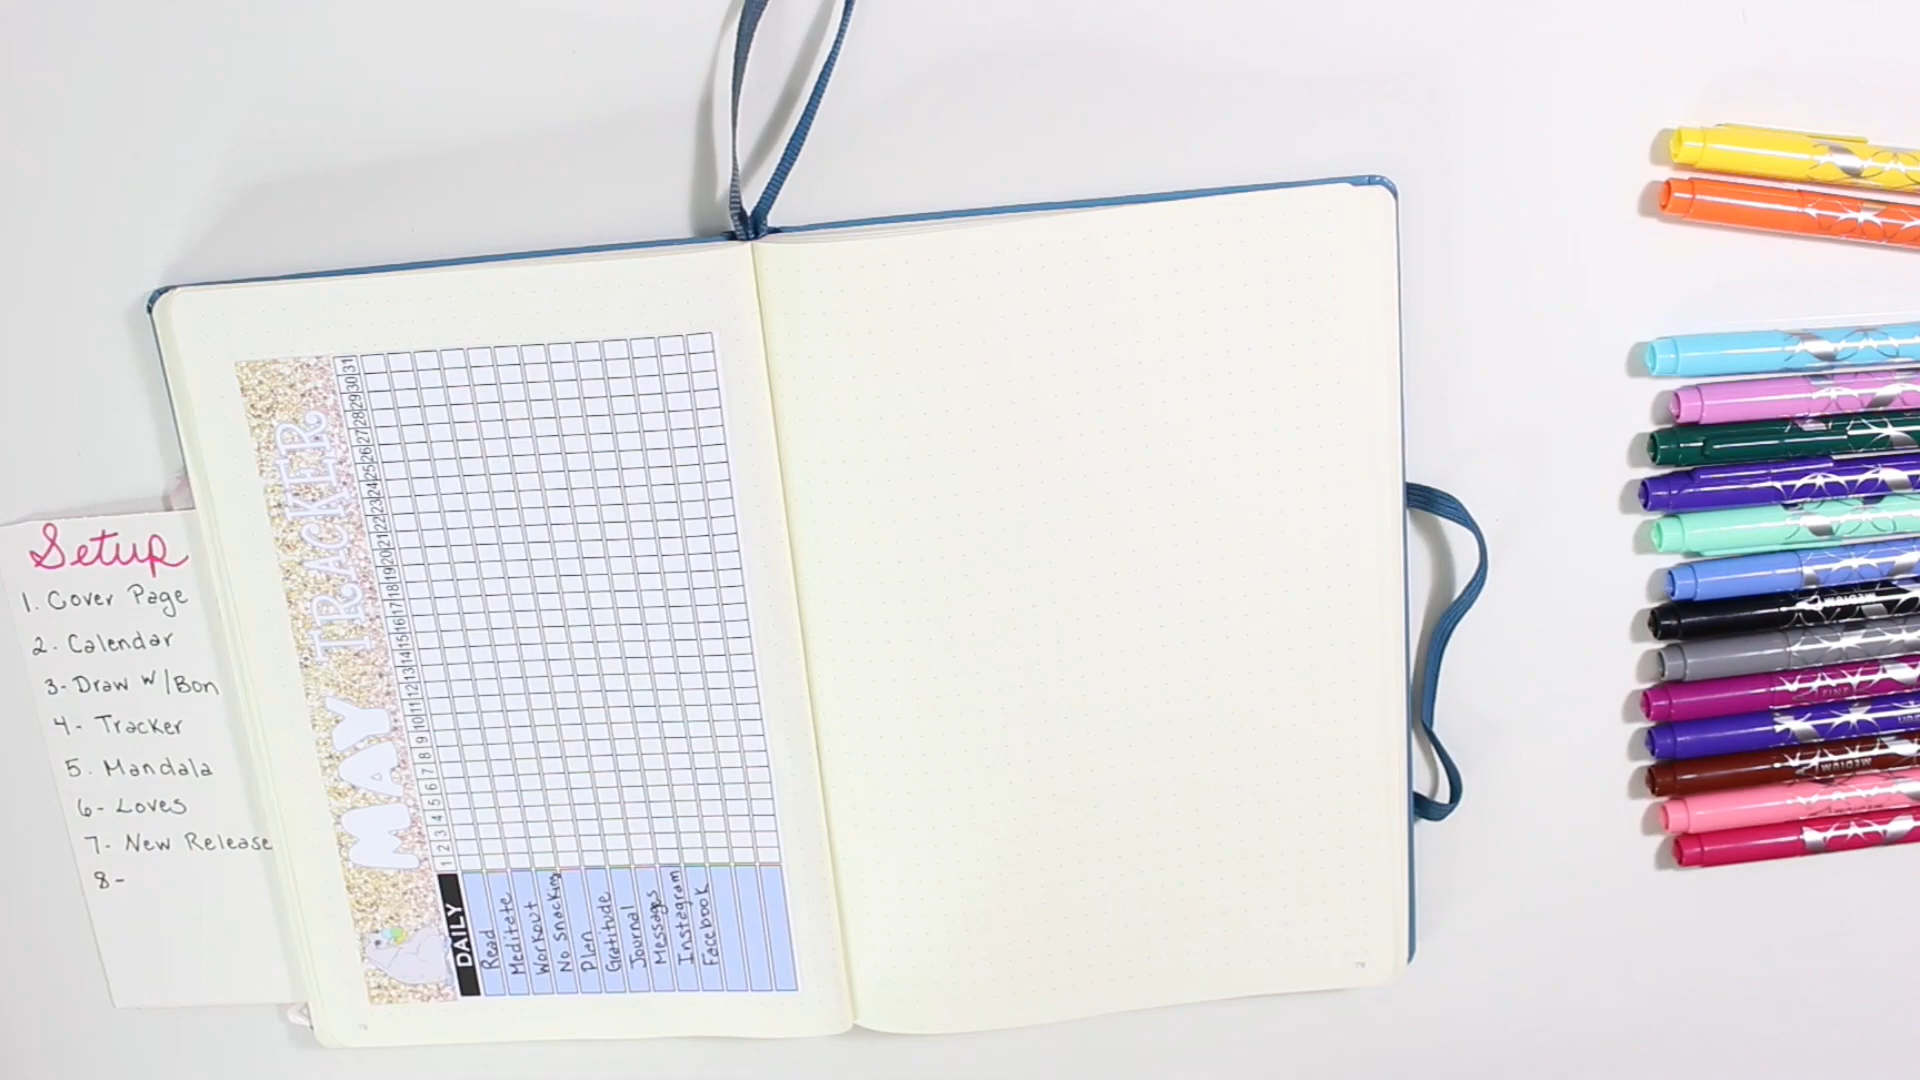 Setup
1. Cover Page
2. Calendar
3- Draw w/Bon
4- Tracker
5. Mandala
6- Loves
7- New Release
8-
MAY TRACKER
DAILY 1 2 3 4 5 6 7 8 9 10 11 12 13 14 15 16 17 18 19 20 21 22 23 24 25 26 27 28 29 30 31
Read
Meditate
Workout
No Snacking
Plan
Gratitude
Journal
Messages
Instagram
Facebook
MEDIUM
FINE
MEDIUM